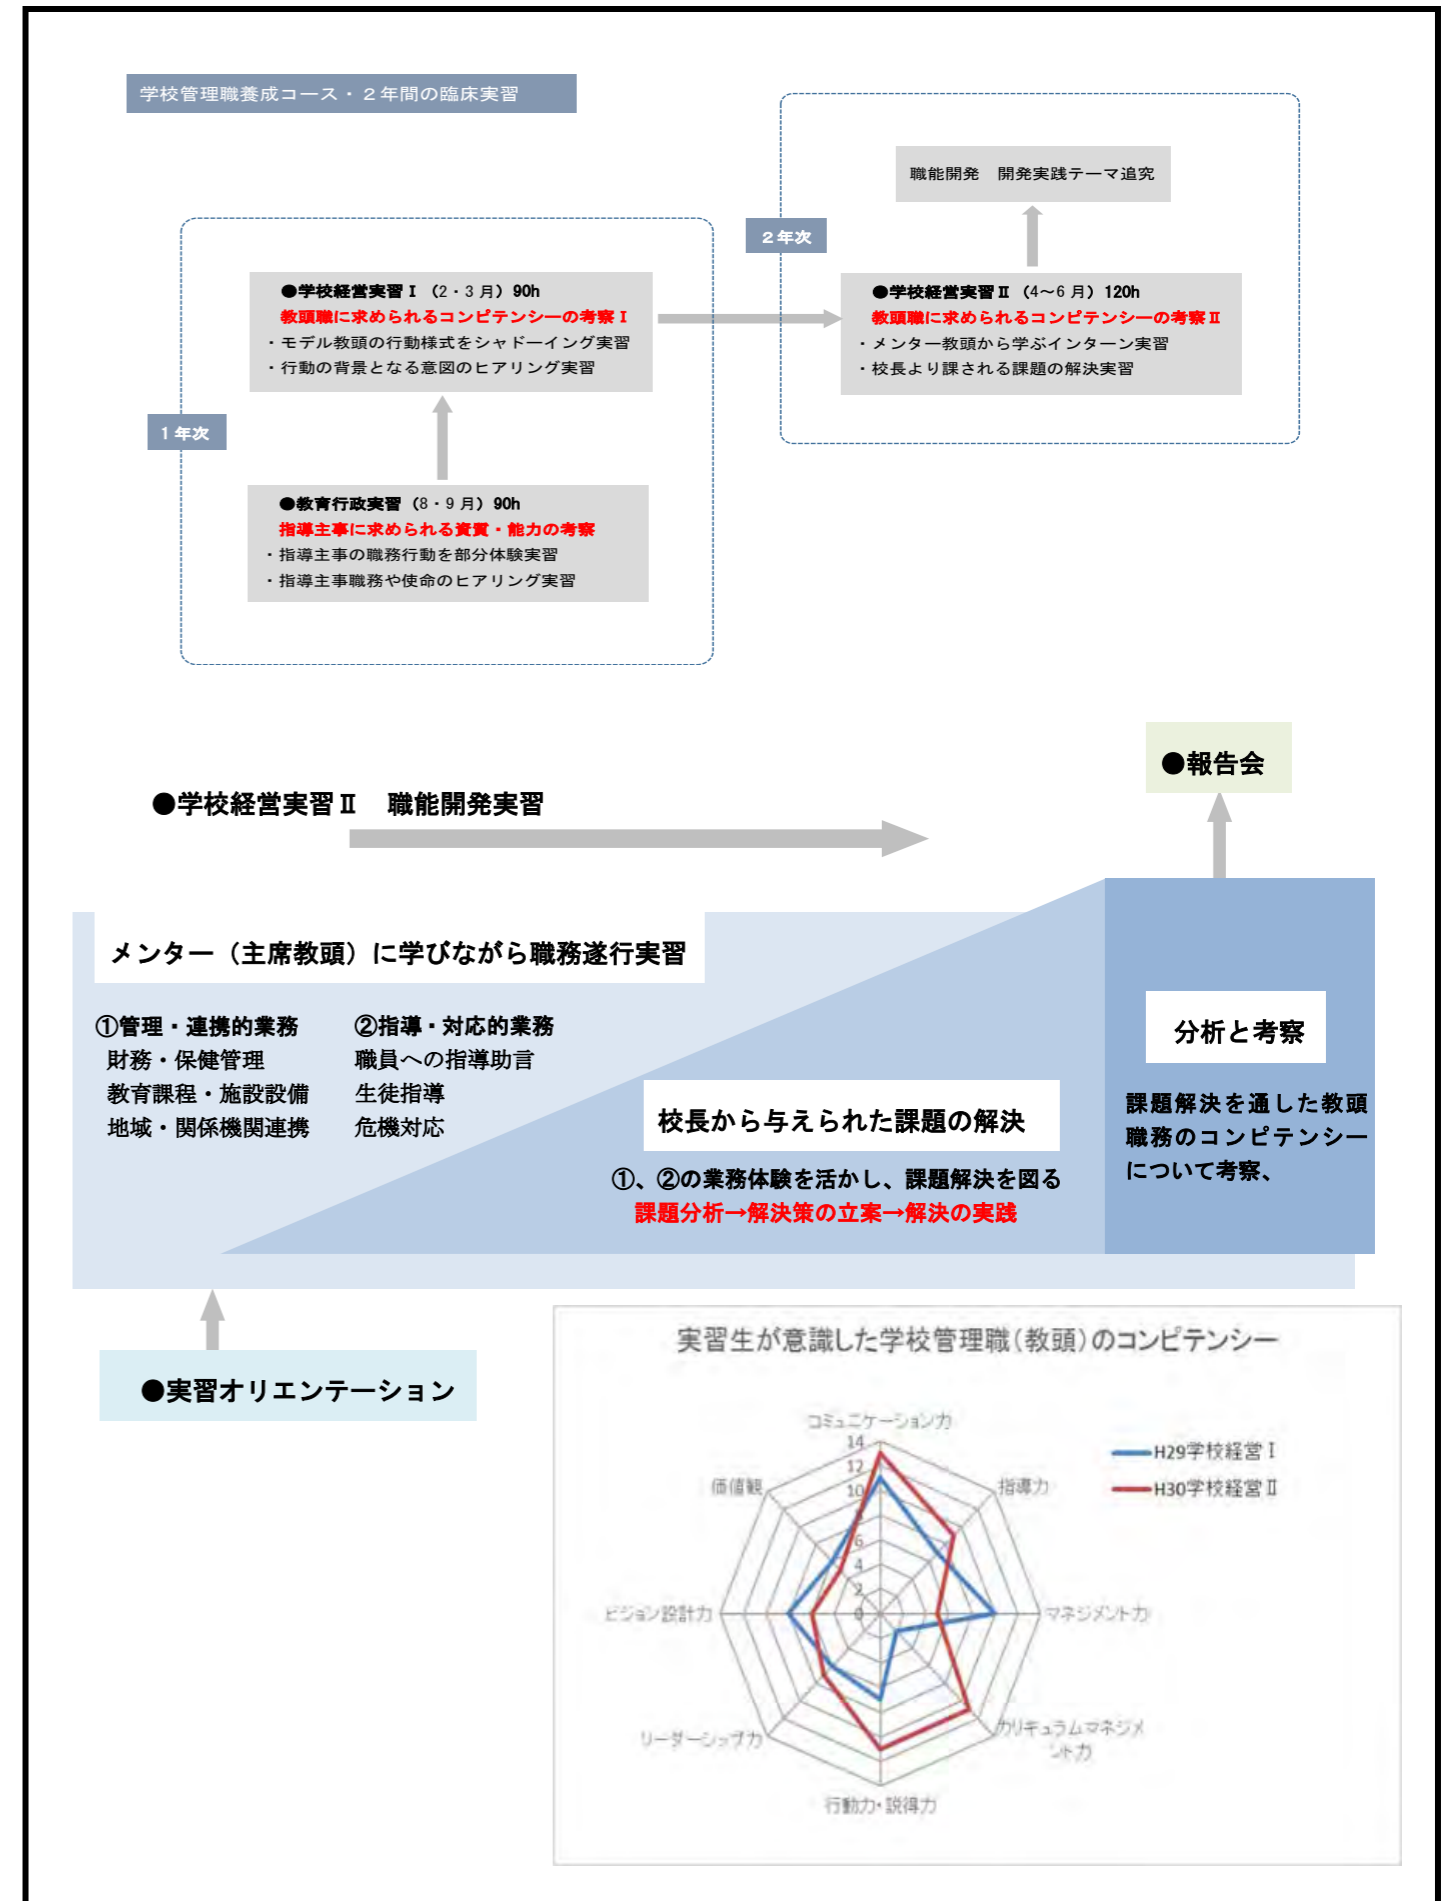 学校管理職養成コース・２年間の臨床実習
職能開発　開発実践テーマ追究
２年次
●学校経営実習Ⅰ（2・3 月）90h
教頭職に求められるコンピテンシーの考察Ⅰ
・モデル教頭の行動様式をシャドーイング実習
・行動の背景となる意図のヒアリング実習
●学校経営実習Ⅱ（4～6 月）120h
教頭職に求められるコンピテンシーの考察Ⅱ
・メンター教頭から学ぶインターン実習
・校長より課される課題の解決実習
１年次
●教育行政実習（8・9 月）90h
指導主事に求められる資質・能力の考察
・指導主事の職務行動を部分体験実習
・指導主事職務や使命のヒアリング実習
●報告会
●学校経営実習Ⅱ　職能開発実習
メンター（主席教頭）に学びながら職務遂行実習
①管理・連携的業務
財務・保健管理
教育課程・施設設備
地域・関係機関連携
②指導・対応的業務
職員への指導助言
生徒指導
危機対応
校長から与えられた課題の解決
①、②の業務体験を活かし、課題解決を図る
課題分析→解決策の立案→解決の実践
分析と考察
課題解決を通した教頭
職務のコンピテンシー
について考察、
●実習オリエンテーション
実習生が意識した学校管理職(教頭)のコンピテンシー
コミュニケーション力
指導力
マネジメント力
カリキュラムマネジメ
ント力
行動力・説得力
リーダーシップ力
ビジョン設計力
価値観
14
12
10
8
6
4
2
0
H29学校経営Ⅰ
H30学校経営Ⅱ